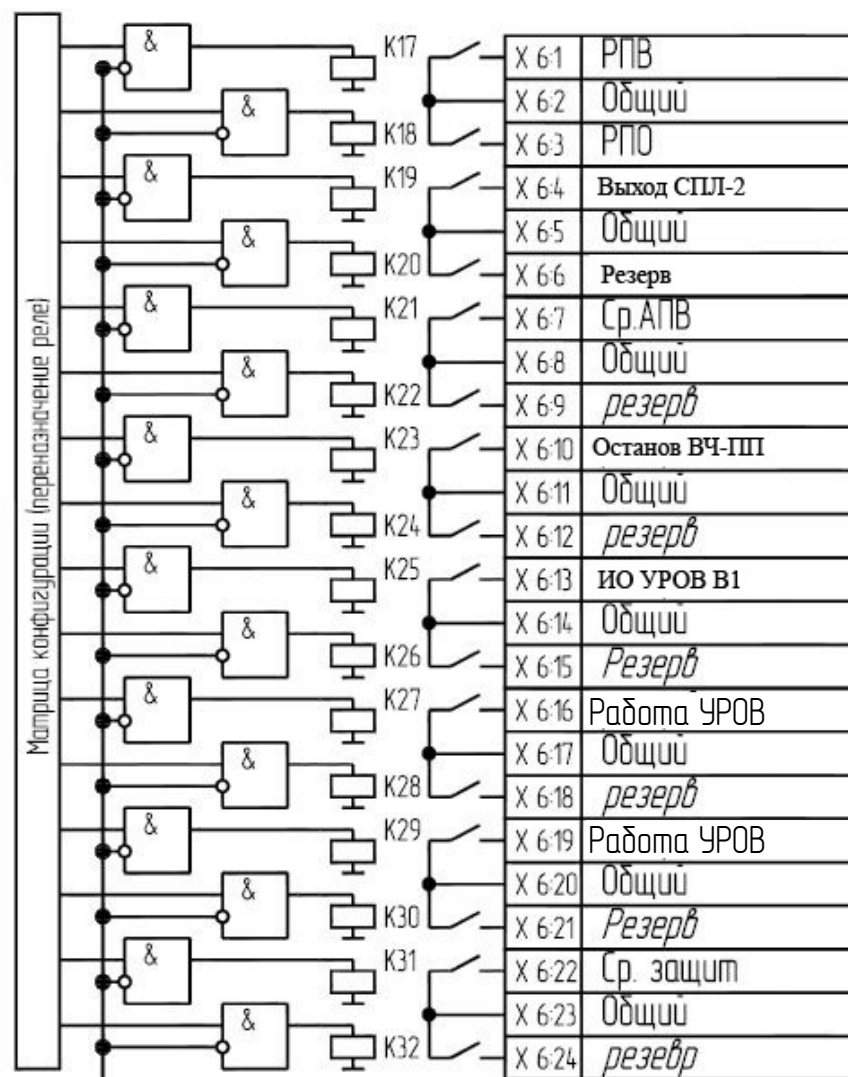 Матрица конфигурации (переназначение реле)
& K17 X 6:1 РПВ
X 6:2 Общий
& K18 X 6:3 РПО
& K19 X 6:4 Выход СПЛ-2
X 6:5 Общий
& K20 X 6:6 Резерв
& K21 X 6:7 Ср.АПВ
X 6:8 Общий
& K22 X 6:9 резерв
& K23 X 6:10 Останов ВЧ-ПП
X 6:11 Общий
& K24 X 6:12 резерв
& K25 X 6:13 ИО УРОВ В1
X 6:14 Общий
& K26 X 6:15 Резерв
& K27 X 6:16 Работа УРОВ
X 6:17 Общий
& K28 X 6:18 резерв
& K29 X 6:19 Работа УРОВ
X 6:20 Общий
& K30 X 6:21 Резерв
& K31 X 6:22 Ср. защит
X 6:23 Общий
& K32 X 6:24 резевр